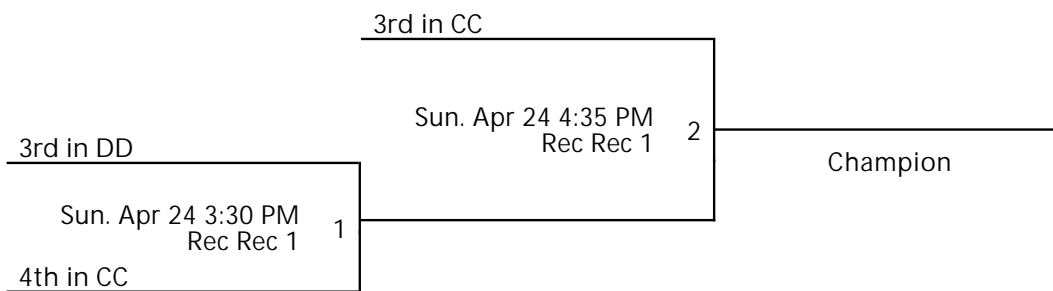 3rd in CC
Sun. Apr 24 4:35 PM
Rec Rec 1
2
Champion
3rd in DD
Sun. Apr 24 3:30 PM
Rec Rec 1
1
4th in CC